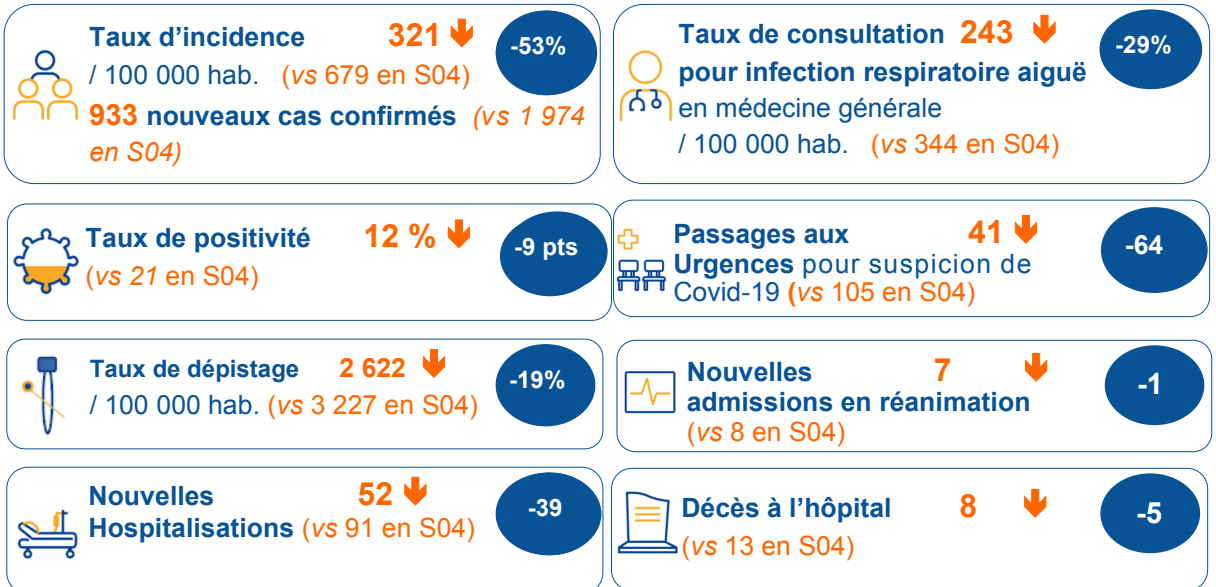 Taux d'incidence 321 🡻 -53%
/ 100 000 hab. (vs 679 en S04)
933 nouveaux cas confirmés (vs 1 974
en S04)
Taux de consultation 243 🡻 -29%
pour infection respiratoire aiguë
en médecine générale
/ 100 000 hab. (vs 344 en S04)
Taux de positivité 12 % 🡻 -9 pts
(vs 21 en S04)
Passages aux 41 🡻 -64
Urgences pour suspicion de
Covid-19 (vs 105 en S04)
Taux de dépistage 2 622 🡻 -19%
/ 100 000 hab. (vs 3 227 en S04)
Nouvelles 7 🡻 -1
admissions en réanimation
(vs 8 en S04)
Nouvelles 52 🡻 -39
Hospitalisations (vs 91 en S04)
Décès à l'hôpital 8 🡻 -5
(vs 13 en S04)